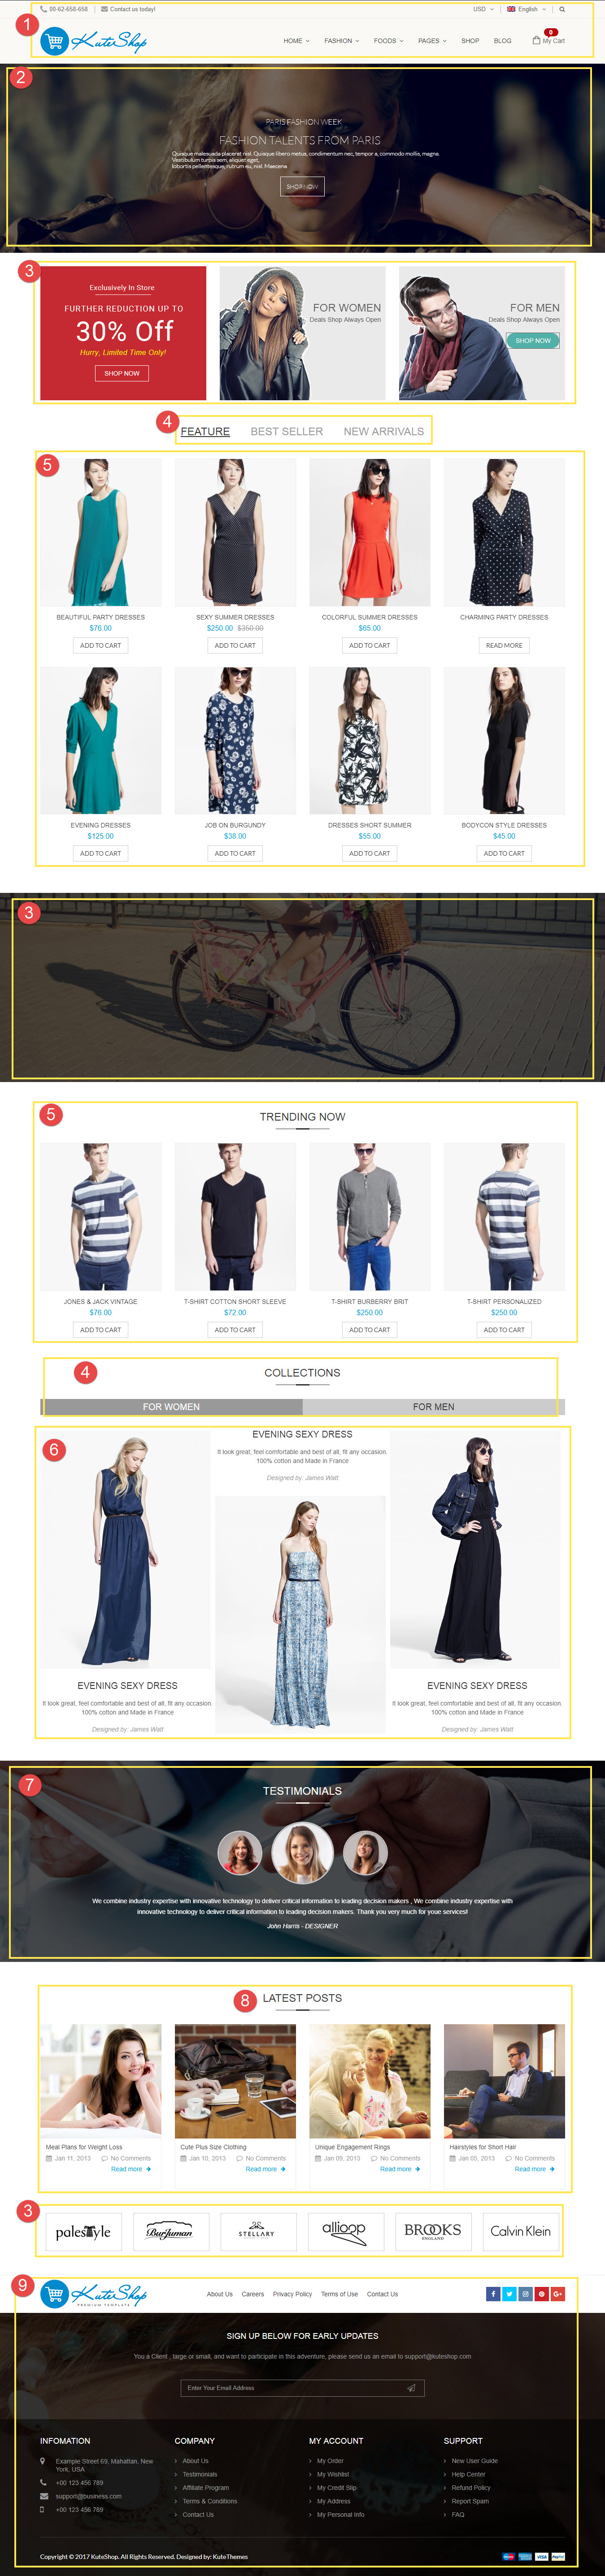 00-62-658-658 Contact us today! USD English
1
KuteShop HOME FASHION FOODS PAGES SHOP BLOG 0 My Cart
2
PARIS FASHION WEEK
FASHION TALENTS FROM PARIS
Quisque malesuada placerat nisl. Quisque libero metus, condimentum nec, tempor a, commodo mollis, magna.
Vestibulum turpis sem, aliquet eget,
lobortis pellentesque, rutrum eu, nisl. Maecena
SHOP NOW
3
Exclusively In Store
FURTHER REDUCTION UP TO
30% Off
Hurry, Limited Time Only!
SHOP NOW
FOR WOMEN
Deals Shop Always Open
FOR MEN
Deals Shop Always Open
SHOP NOW
4
FEATURE BEST SELLER NEW ARRIVALS
5
BEAUTIFUL PARTY DRESSES SEXY SUMMER DRESSES COLORFUL SUMMER DRESSES CHARMING PARTY DRESSES
$76.00 $250.00 $350.00 $65.00
ADD TO CART ADD TO CART ADD TO CART READ MORE
EVENING DRESSES JOB ON BURGUNDY DRESSES SHORT SUMMER BODYCON STYLE DRESSES
$125.00 $38.00 $55.00 $45.00
ADD TO CART ADD TO CART ADD TO CART ADD TO CART
3
5
TRENDING NOW
JONES & JACK VINTAGE T-SHIRT COTTON SHORT SLEEVE T-SHIRT BURBERRY BRIT T-SHIRT PERSONALIZED
$76.00 $72.00 $250.00 $250.00
ADD TO CART ADD TO CART ADD TO CART ADD TO CART
4
COLLECTIONS
FOR WOMEN FOR MEN
6
EVENING SEXY DRESS
It look great, feel comfortable and best of all, fit any occasion.
100% cotton and Made in France
Designed by: James Watt
EVENING SEXY DRESS
It look great, feel comfortable and best of all, fit any occasion.
100% cotton and Made in France
Designed by: James Watt
EVENING SEXY DRESS
It look great, feel comfortable and best of all, fit any occasion.
100% cotton and Made in France
Designed by: James Watt
7
TESTIMONIALS
We combine industry expertise with innovative technology to deliver critical information to leading decision makers , We combine industry expertise with
innovative technology to deliver critical information to leading decision makers. Thank you very much for youe services!
John Harris - DESIGNER
8
LATEST POSTS
Meal Plans for Weight Loss Cute Plus Size Clothing Unique Engagement Rings Hairstyles for Short Hair
Jan 11, 2013 No Comments Jan 10, 2013 No Comments Jan 09, 2013 No Comments Jan 05, 2013 No Comments
Read more Read more Read more Read more
3
paleStyle BurJuman STELLARY allioop BROOKS ENGLAND Calvin Klein
9
KuteShop
PREMIUM TEMPLATE
About Us Careers Privacy Policy Terms of Use Contact Us
SIGN UP BELOW FOR EARLY UPDATES
You a Client , large or small, and want to participate in this adventure, please send us an email to support@kuteshop.com
Enter Your Email Address
INFOMATION
Example Street 69, Mahattan, New
York, USA
+00 123 456 789
support@business.com
+00 123 456 789
COMPANY
About Us
Testimonials
Affiliate Program
Terms & Conditions
Contact Us
MY ACCOUNT
My Order
My Wishlist
My Credit Slip
My Address
My Personal Info
SUPPORT
New User Guide
Help Center
Refund Policy
Report Spam
FAQ
Copyright © 2017 KuteShop. All Rights Reserved. Designed by: KuteThemes
VISA PayPal